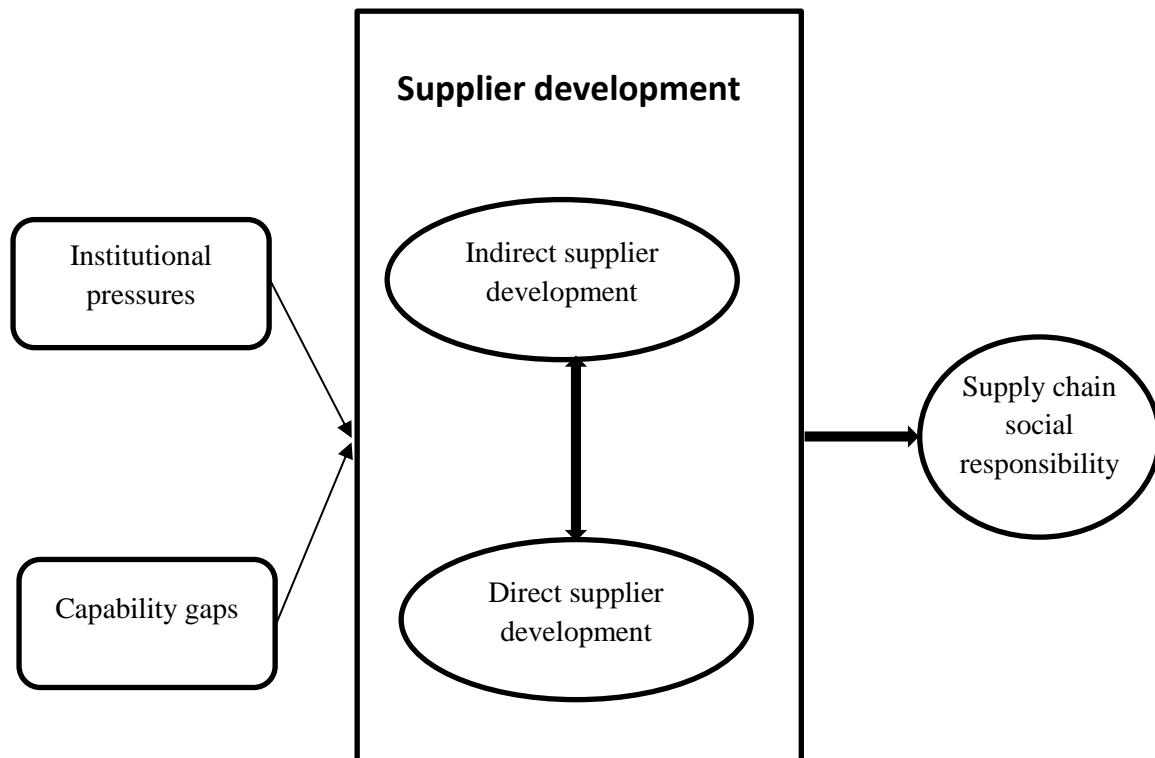 Supplier development
Institutional
pressures
Indirect supplier
development
Supply chain
social
responsibility
Capability gaps
Direct supplier
development